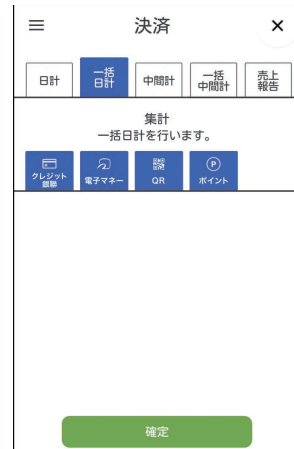 決済
日計
一括
日計
中間計
一括
中間計
売上
報告
集計
一括日計を行います。
クレジット
銀聯
電子マネー
QR
P
ポイント
確定